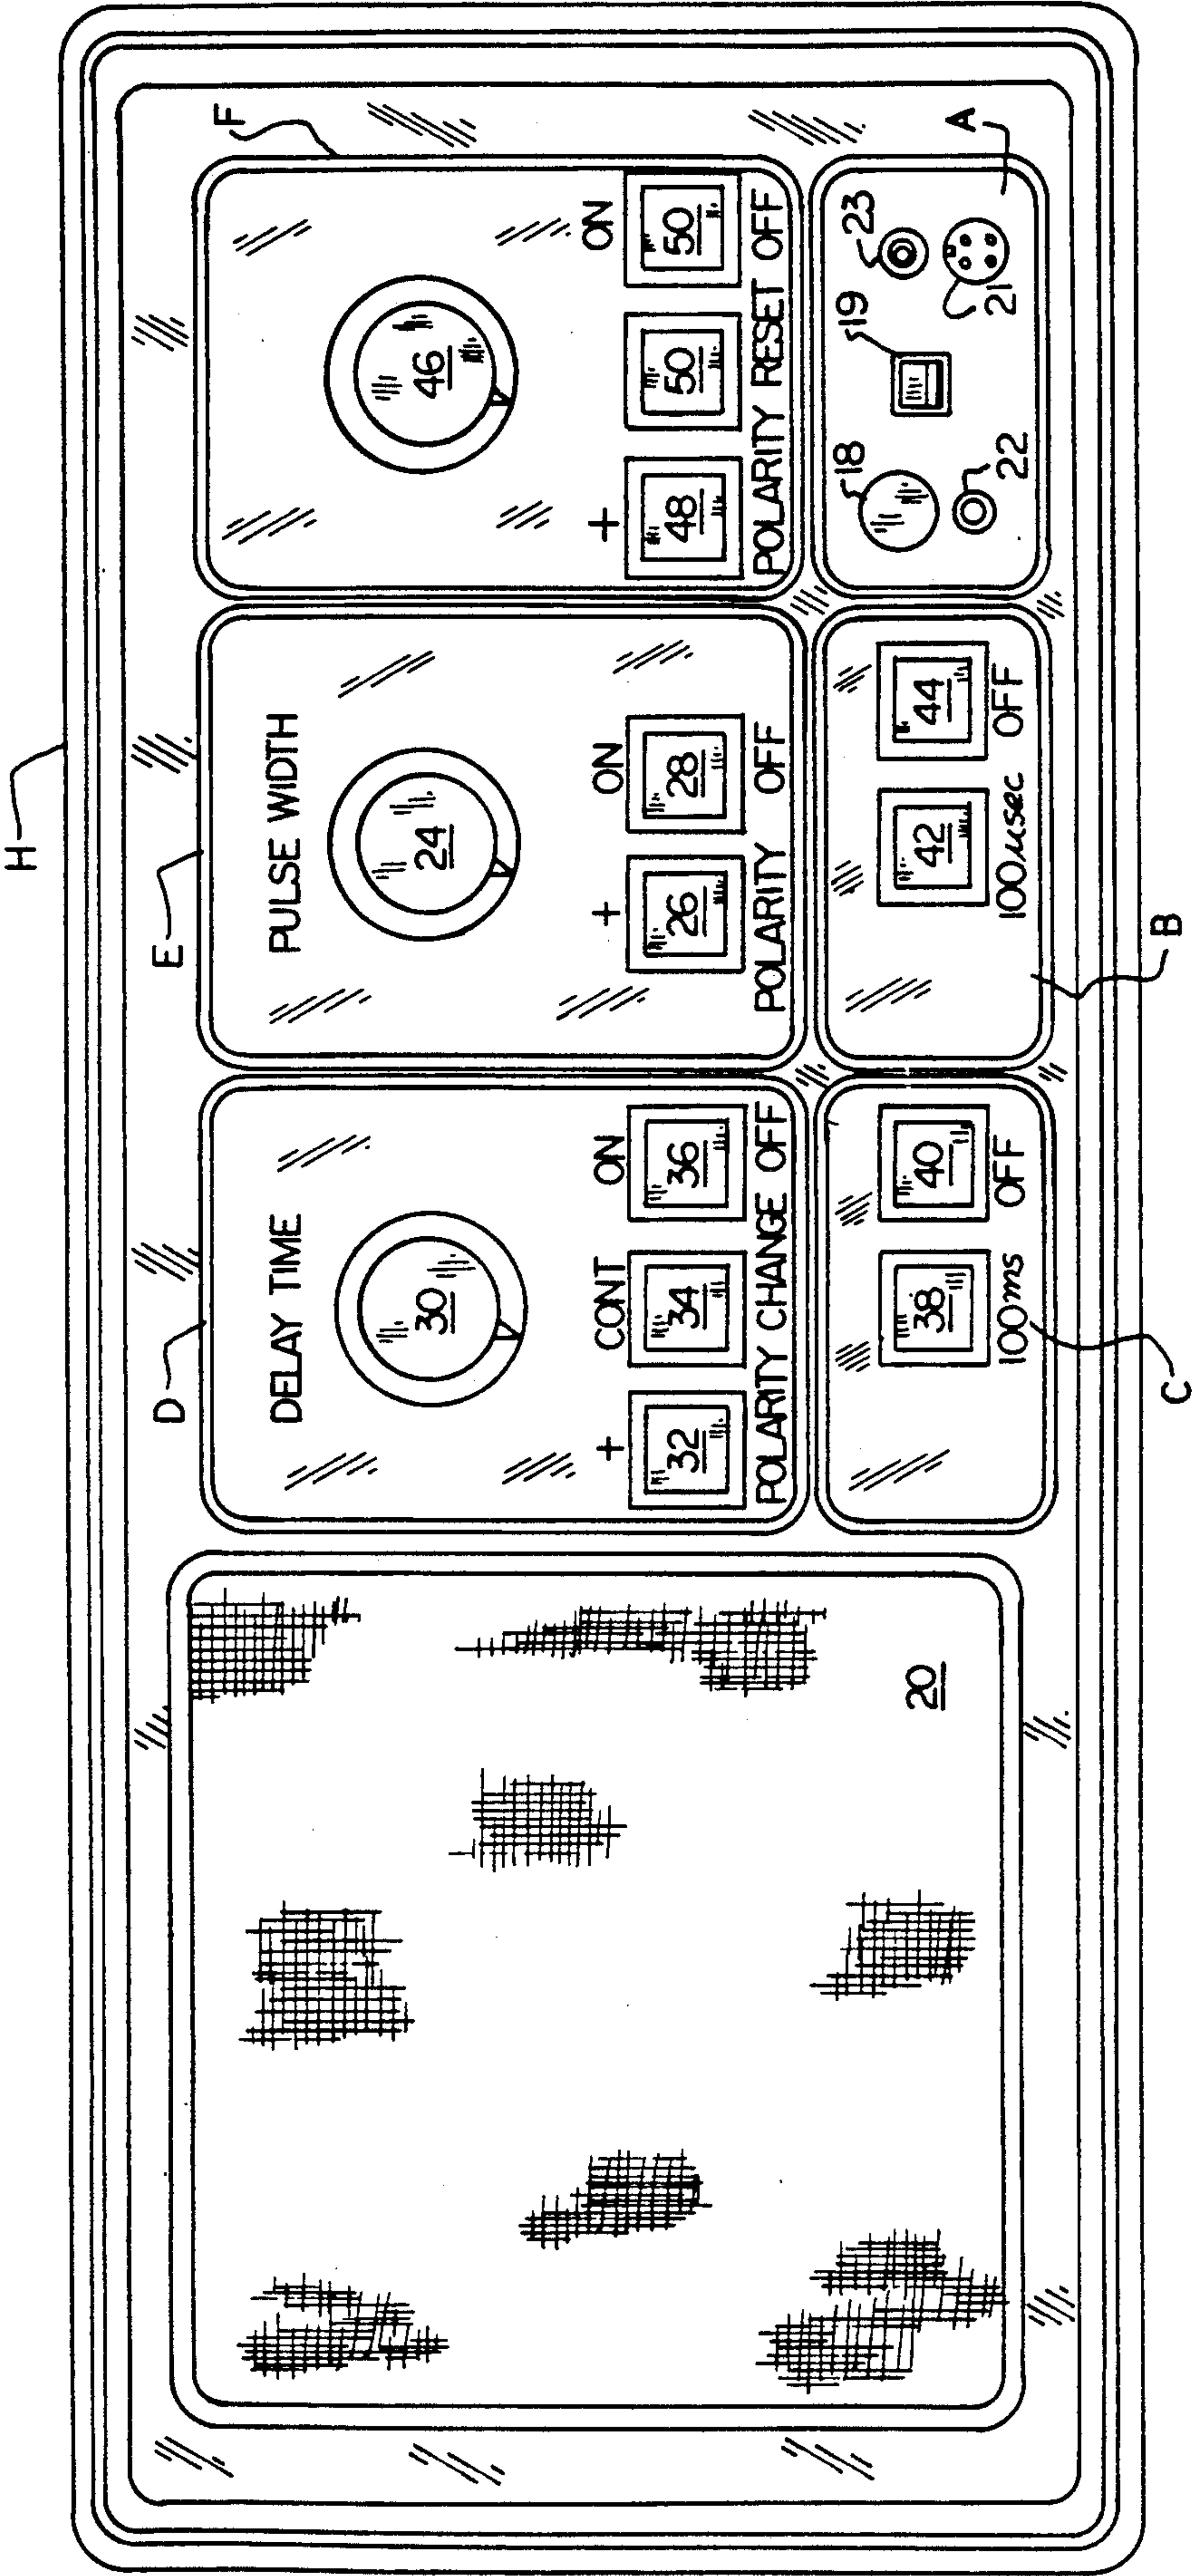 H
D
E
F
DELAY TIME
PULSE WIDTH
30
24
46
+ CONT ON
+ ON
+ ON
32 34 36
26 28
48 50 50
POLARITY CHANGE OFF
POLARITY OFF
POLARITY RESET OFF
20
38 40
42 44
18 19 23
100ms OFF
100μsec OFF
22 21
A
C
B